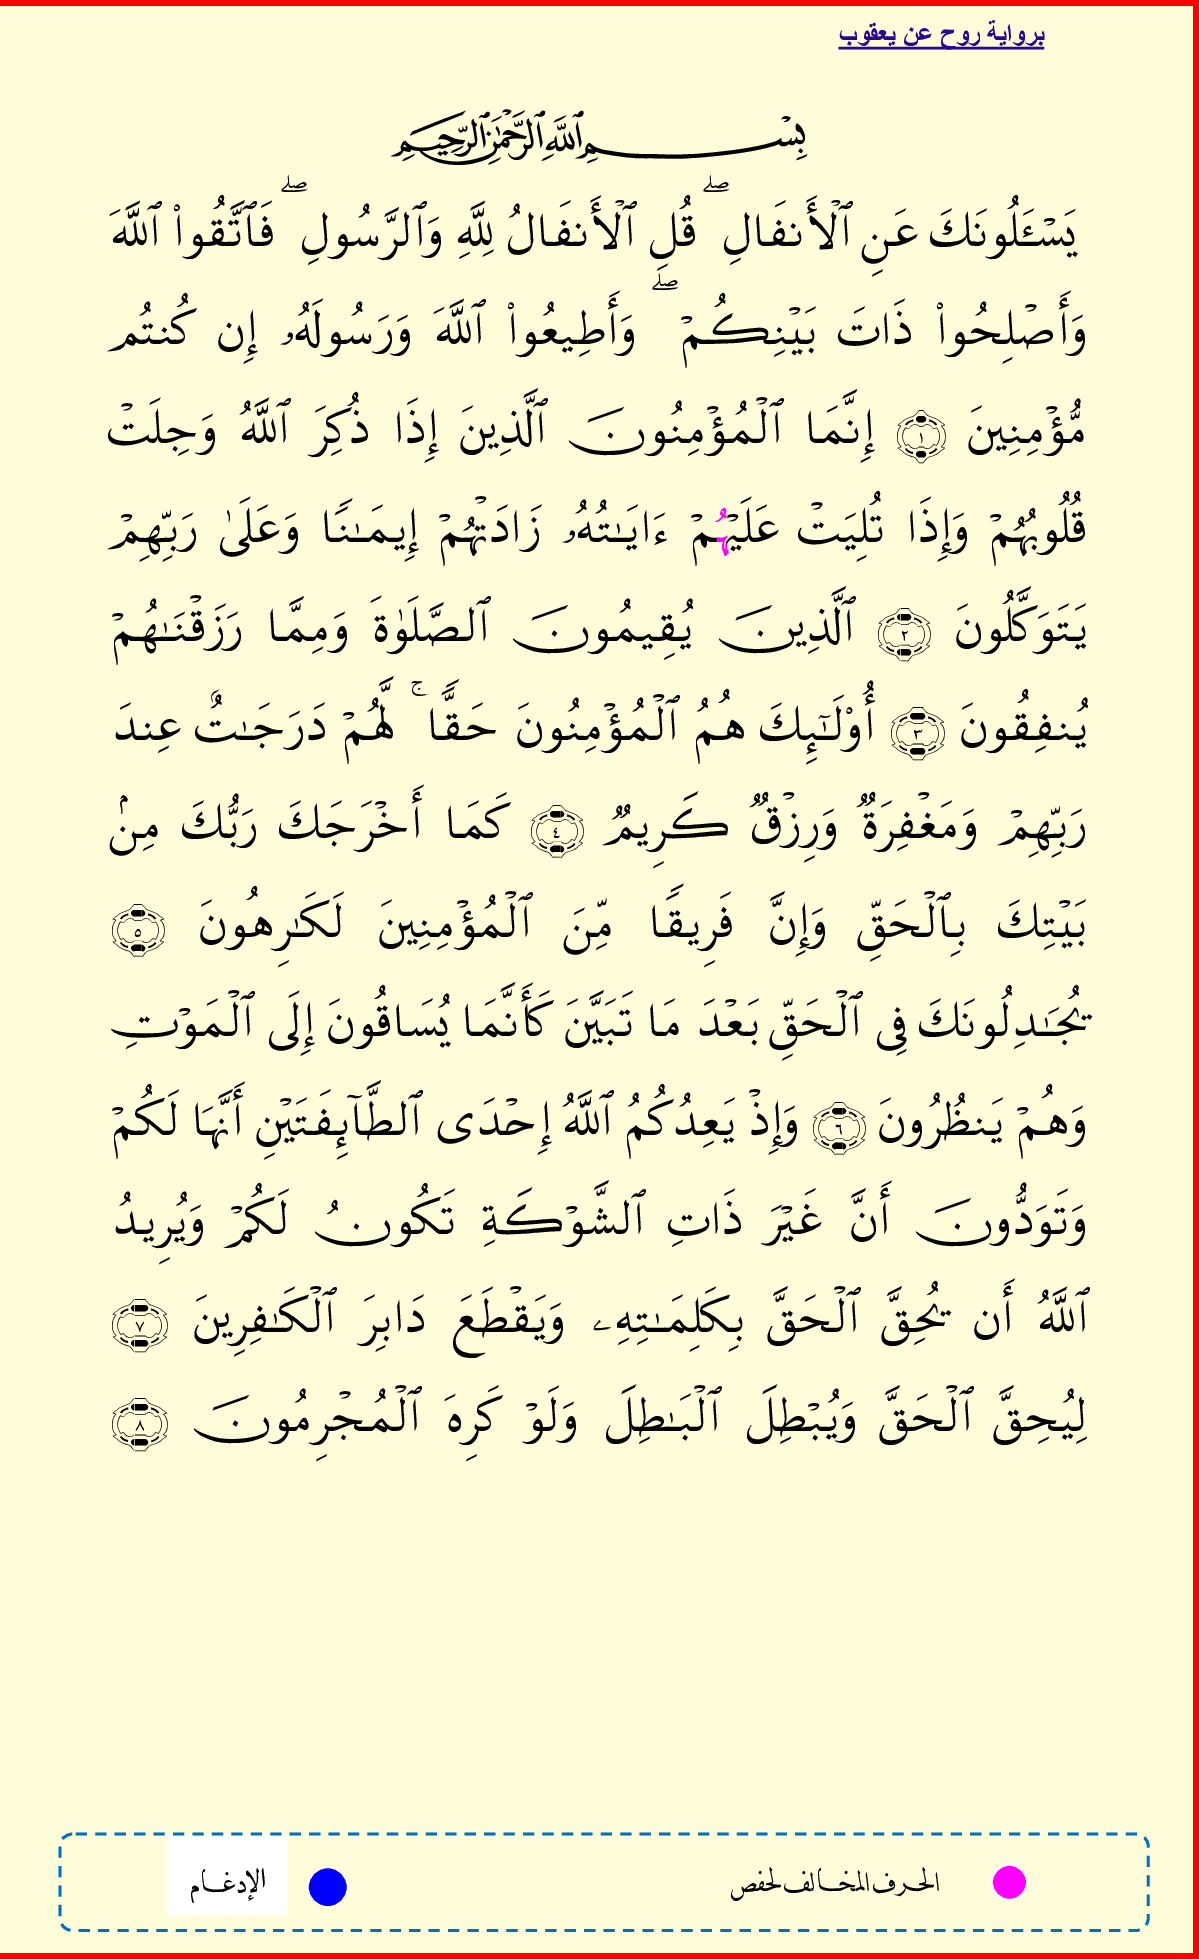 برواية روح عن يعقوب
بِسْمِ ٱللَّهِ ٱلرَّحْمَٰنِ ٱلرَّحِيمِ
يَسْـَٔلُونَكَ عَنِ ٱلْأَنفَالِ ۖ قُلِ ٱلْأَنفَالُ لِلَّهِ وَٱلرَّسُولِ ۖ فَٱتَّقُوا۟ ٱللَّهَ
وَأَصْلِحُوا۟ ذَاتَ بَيْنِكُمْ ۖ وَأَطِيعُوا۟ ٱللَّهَ وَرَسُولَهُۥ إِن كُنتُم
مُّؤْمِنِينَ ١ إِنَّمَا ٱلْمُؤْمِنُونَ ٱلَّذِينَ إِذَا ذُكِرَ ٱللَّهُ وَجِلَتْ
قُلُوبُهُمْ وَإِذَا تُلِيَتْ عَلَيْهُمْ ءَايَـٰتُهُۥ زَادَتْهُمْ إِيمَـٰنًا وَعَلَىٰ رَبِّهِمْ
يَتَوَكَّلُونَ ٢ ٱلَّذِينَ يُقِيمُونَ ٱلصَّلَوٰةَ وَمِمَّا رَزَقْنَـٰهُمْ
يُنفِقُونَ ٣ أُو۟لَـٰٓئِكَ هُمُ ٱلْمُؤْمِنُونَ حَقًّا ۚ لَّهُمْ دَرَجَـٰتٌ عِندَ
رَبِّهِمْ وَمَغْفِرَةٌ وَرِزْقٌ كَرِيمٌ ٤ كَمَا أَخْرَجَكَ رَبُّكَ مِنۢ
بَيْتِكَ بِٱلْحَقِّ وَإِنَّ فَرِيقًا مِّنَ ٱلْمُؤْمِنِينَ لَكَـٰرِهُونَ ٥
يُجَـٰدِلُونَكَ فِى ٱلْحَقِّ بَعْدَ مَا تَبَيَّنَ كَأَنَّمَا يُسَاقُونَ إِلَى ٱلْمَوْتِ
وَهُمْ يَنظُرُونَ ٦ وَإِذْ يَعِدُكُمُ ٱللَّهُ إِحْدَى ٱلطَّآئِفَتَيْنِ أَنَّهَا لَكُمْ
وَتَوَدُّونَ أَنَّ غَيْرَ ذَاتِ ٱلشَّوْكَةِ تَكُونُ لَكُمْ وَيُرِيدُ
ٱللَّهُ أَن يُحِقَّ ٱلْحَقَّ بِكَلِمَـٰتِهِۦ وَيَقْطَعَ دَابِرَ ٱلْكَـٰفِرِينَ ٧
لِيُحِقَّ ٱلْحَقَّ وَيُبْطِلَ ٱلْبَـٰطِلَ وَلَوْ كَرِهَ ٱلْمُجْرِمُونَ ٨
الحرف المخالف لحفص
الإدغام